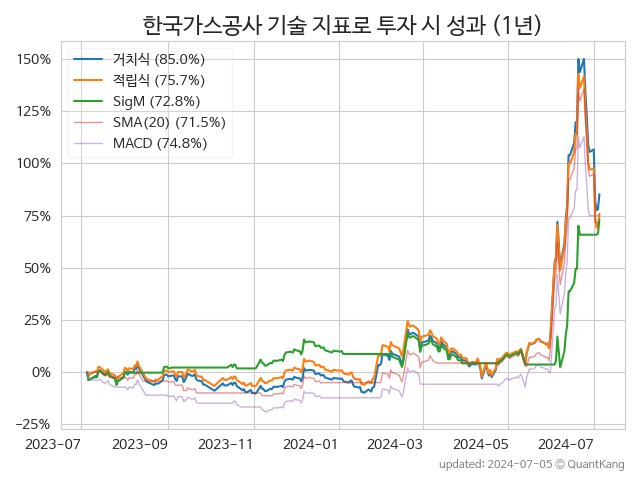 한국가스공사 기술 지표로 투자 시 성과 (1년)
거치식 (85.0%)
적립식 (75.7%)
SigM (72.8%)
SMA(20) (71.5%)
MACD (74.8%)
150%
125%
100%
75%
50%
25%
0%
−25%
2023-07 2023-09 2023-11 2024-01 2024-03 2024-05 2024-07
updated: 2024-07-05 © QuantKang